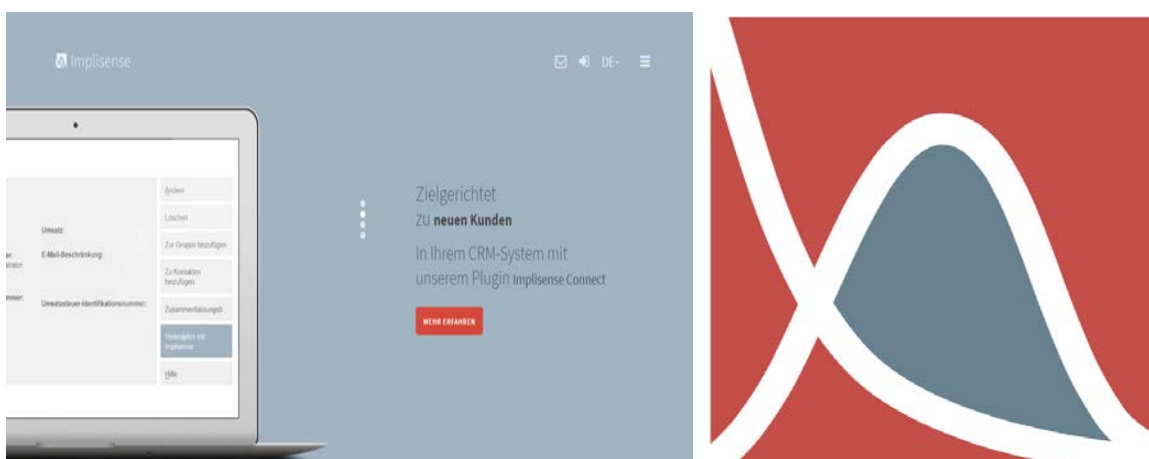 Implisense
DE
Zielgerichtet
zu neuen Kunden
In Ihrem CRM-System mit
unserem Plugin Implisense Connect
MEHR ERFAHREN
Ändern
Löschen
Zur Gruppe hinzufügen
Zu Kontakten
hinzufügen
Zusammenfassungsb...
Verknüpfen mit
Implisense
Hilfe
Umsatz:
E-Mail-Beschränkung:
Umsatzsteuer-Identifikationsnummer: